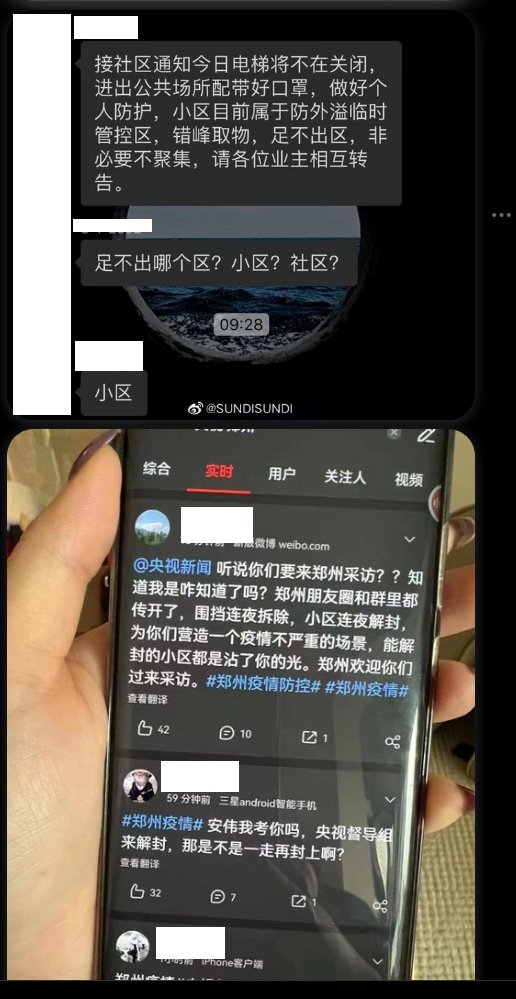 接社区通知今日电梯将不在关闭，
进出公共场所配带好口罩，做好个
人防护，小区目前属于防外溢临时
管控区，错峰取物，足不出区，非
必要不聚集，请各位业主相互转
告。
足不出哪个区？小区？社区？
09:28
小区
@SUNDISUNDI
综合 实时 用户 关注人 视频
新版微博 weibo.com
@央视新闻 听说你们要来郑州采访？？知
道我是咋知道了吗？郑州朋友圈和群里都
传开了，围挡连夜拆除，小区连夜解封，
为你们营造一个疫情不严重的场景，能解
封的小区都是沾了你的光。郑州欢迎你们
过来采访。#郑州疫情防控# #郑州疫情#
查看翻译
42 10 1
59 分钟前 三星android智能手机
#郑州疫情# 安伟我考你吗，央视督导组
来解封，那是不是一走再封上啊？
查看翻译
32 7 1
1小时前 iPhone客户端